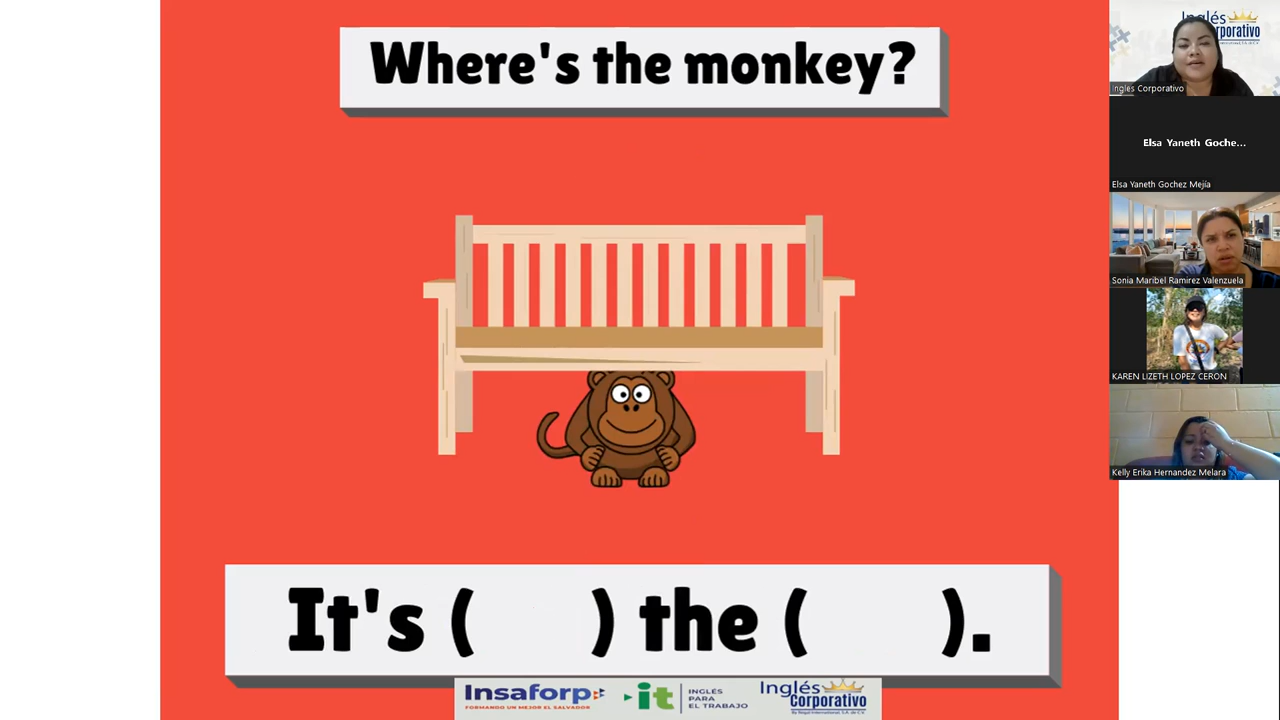 Where's the monkey?
It's (     ) the (     ).
Insaforp
FORMANDO UN MEJOR EL SALVADOR
it
INGLÉS
PARA
EL TRABAJO
Inglés
Corporativo
Inglés
rporativo
Inglés Corporativo
Elsa Yaneth Goche...
Elsa Yaneth Gochez Mejía
Sonia Maribel Ramirez Valenzuela
KAREN LIZETH LOPEZ CERON
Kelly Erika Hernandez Melara